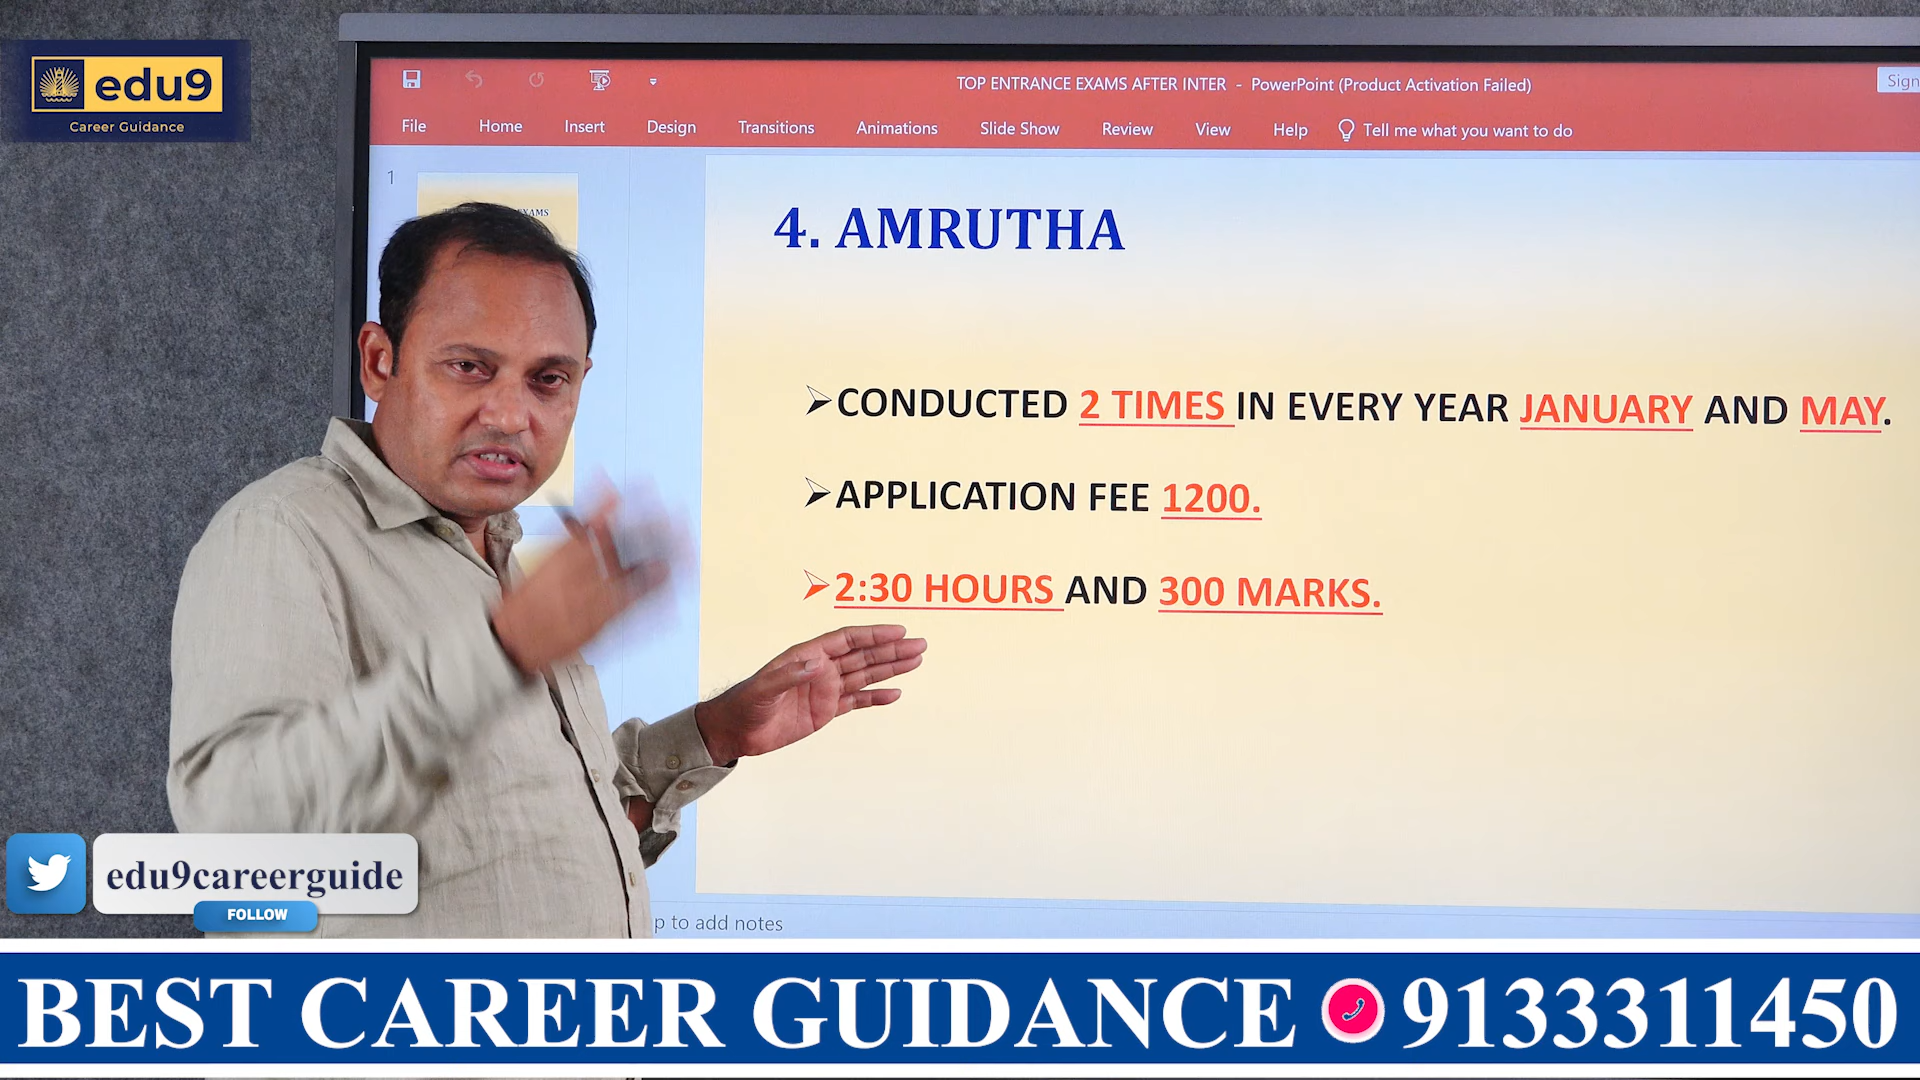 edu9
Career Guidance
TOP ENTRANCE EXAMS AFTER INTER - PowerPoint (Product Activation Failed)
Sign
File Home Insert Design Transitions Animations Slide Show Review View Help Tell me what you want to do
1
EXAMS
4. AMRUTHA
➢CONDUCTED 2 TIMES IN EVERY YEAR JANUARY AND MAY.
➢APPLICATION FEE 1200.
➢2:30 HOURS AND 300 MARKS.
edu9careerguide
FOLLOW
p to add notes
BEST CAREER GUIDANCE 9133311450